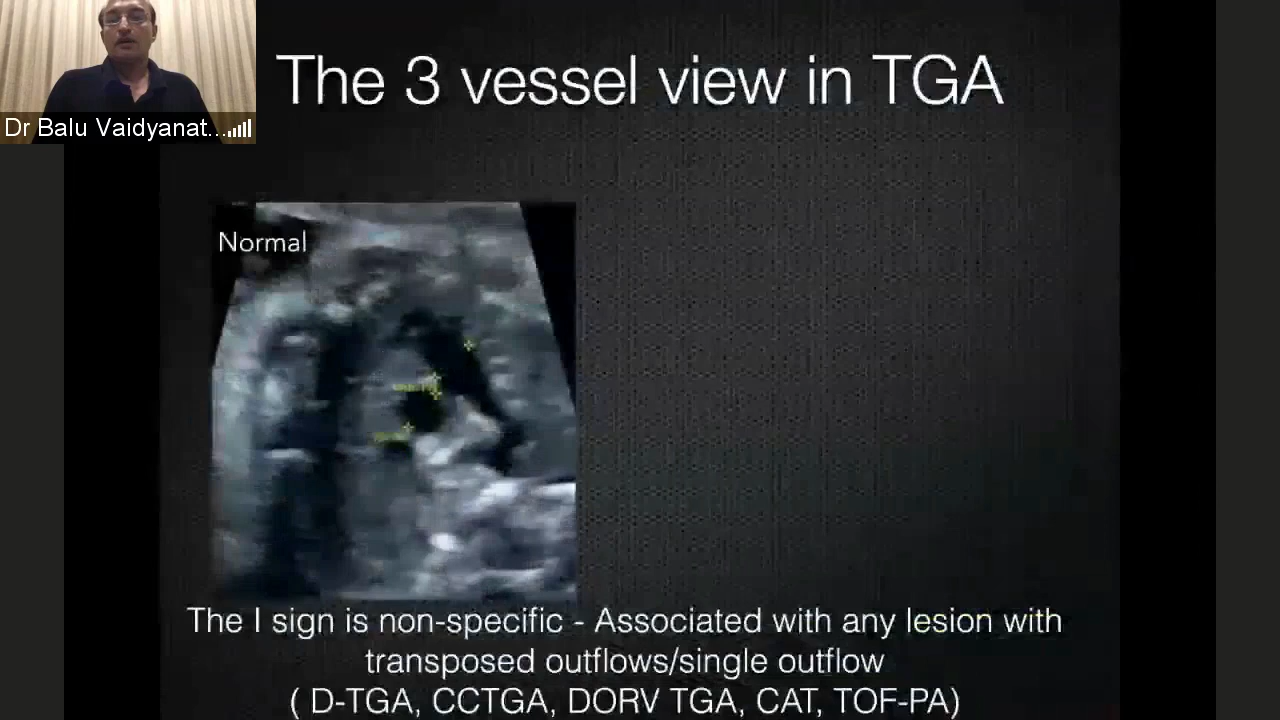 Dr Balu Vaidyanat...
The 3 vessel view in TGA
Normal
The I sign is non-specific - Associated with any lesion with
transposed outflows/single outflow
( D-TGA, CCTGA, DORV TGA, CAT, TOF-PA)